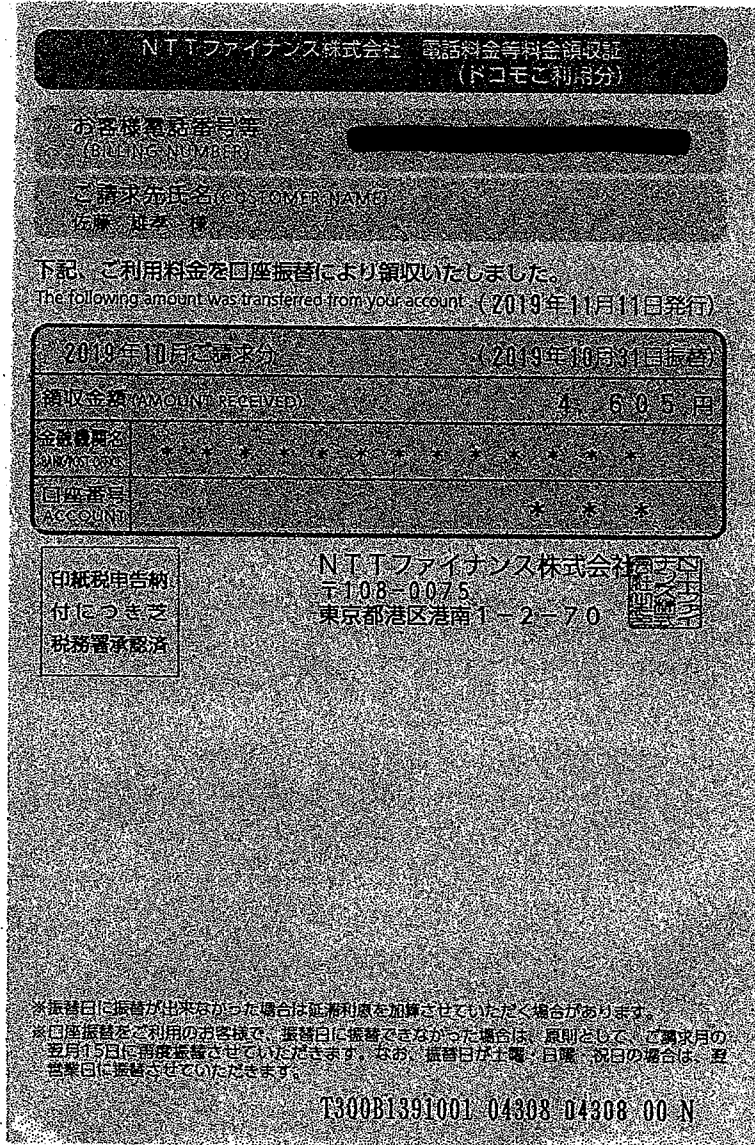 NTTファイナンス株式会社 電話料金等料金領収証
(ドコモご利用分)
お客様電話番号等
(BILLING NUMBER)
ご請求先氏名(CUSTOMER NAME)
佐藤 様
下記、ご利用料金を口座振替により領収いたしました。
The following amount was transferred from your account. (2019年11月11日発行)
2019年10月ご請求分 (2019年10月31日振替)
領収金額(AMOUNT RECEIVED) 4,605円
金融機関名 * * * * * * * * * * * * *
口座番号 * * *
ACCOUNT
印紙税申告納
付につき芝
税務署承認済
NTTファイナンス株式会社
〒108-0075
東京都港区港南1-2-70
※振替日に振替が出来なかった場合は延滞利息を加算させていただく場合があります。
※口座振替をご利用のお客様で、振替日に振替できなかった場合は、原則として、ご請求月の
翌月15日に再度振替させていただきます。なお、振替日が土曜・日曜・祝日の場合は、翌
営業日に振替させていただきます。
T300B1391001 04308 04308 00 N